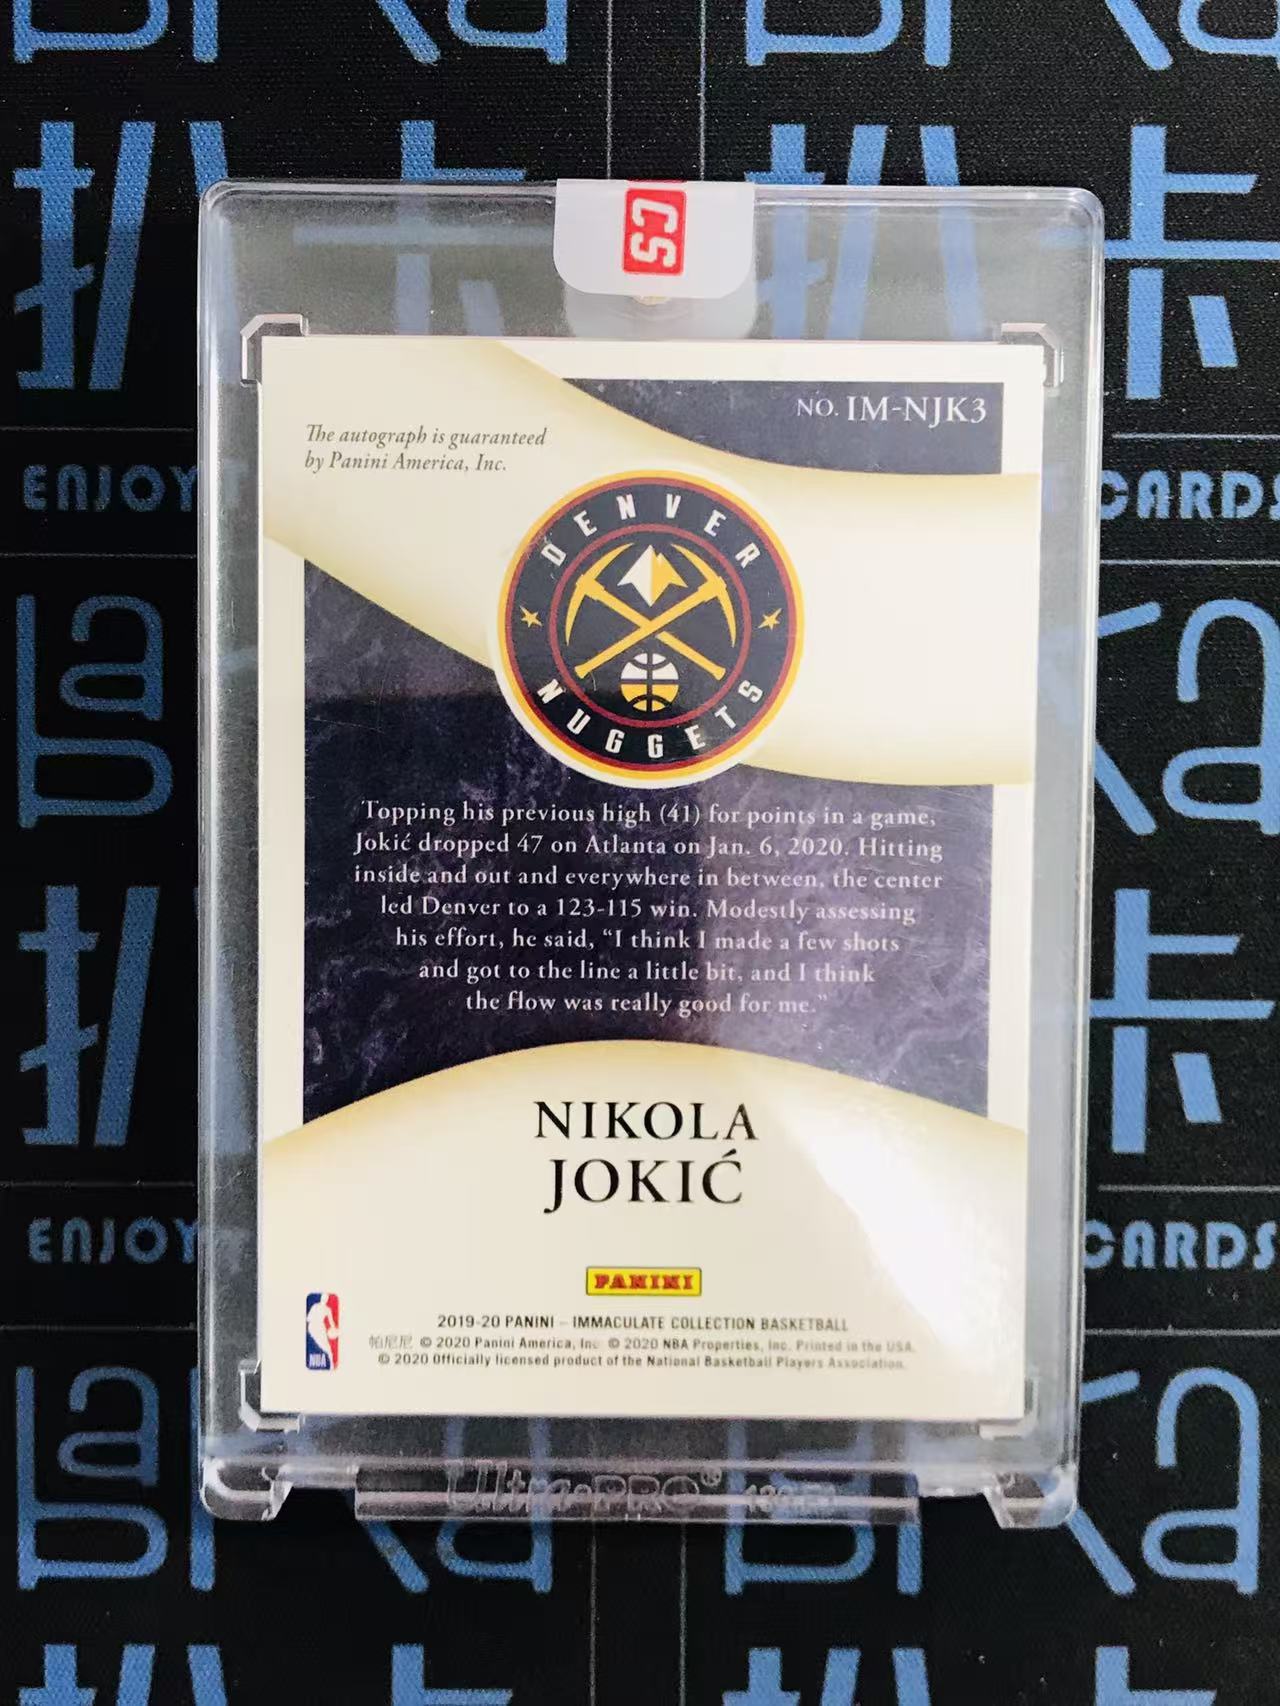 CS
NO. IM-NJK3
The autograph is guaranteed
by Panini America, Inc.
DENVER
NUGGETS
Topping his previous high (41) for points in a game,
Jokić dropped 47 on Atlanta on Jan. 6, 2020. Hitting
inside and out and everywhere in between, the center
led Denver to a 123-115 win. Modestly assessing
his effort, he said, “I think I made a few shots
and got to the line a little bit, and I think
the flow was really good for me.”
NIKOLA
JOKIĆ
PANINI
2019-20 PANINI – IMMACULATE COLLECTION BASKETBALL
帕尼尼 © 2020 Panini America, Inc. © 2020 NBA Properties, Inc. Printed in the USA.
© 2020 Officially licensed product of the National Basketball Players Association.
NBA
Ultra-PRO®
ENJOY
CARDS
ENJOY
CARDS